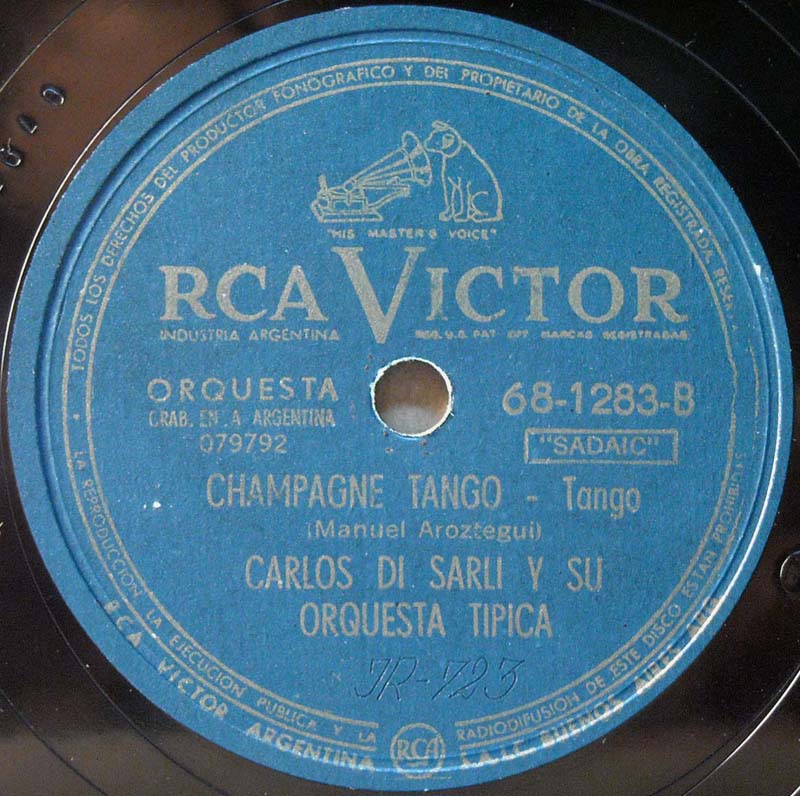 TODOS LOS DERECHOS DEL PRODUCTOR FONOGRAFICO Y DEL PROPIETARIO DE LA OBRA REGISTRADA
"HIS MASTER'S VOICE"
RCA VICTOR
INDUSTRIA ARGENTINA
REG. U.S. PAT. OFF. MARCAS REGISTRADAS
ORQUESTA
68-1283-B
GRAB. EN A ARGENTINA
079792
"SADAIC"
CHAMPAGNE TANGO - Tango
(Manuel Aroztegui)
CARLOS DI SARLI Y SU
ORQUESTA TIPICA
JR-723
LA REPRODUCCION LA EJECUCION PUBLICA Y LA
RADIODIFUSION DE ESTE DISCO ESTAN PROHIBIDAS
RCA VICTOR ARGENTINA
RCA
S.A.I.C. BUENOS AIRES